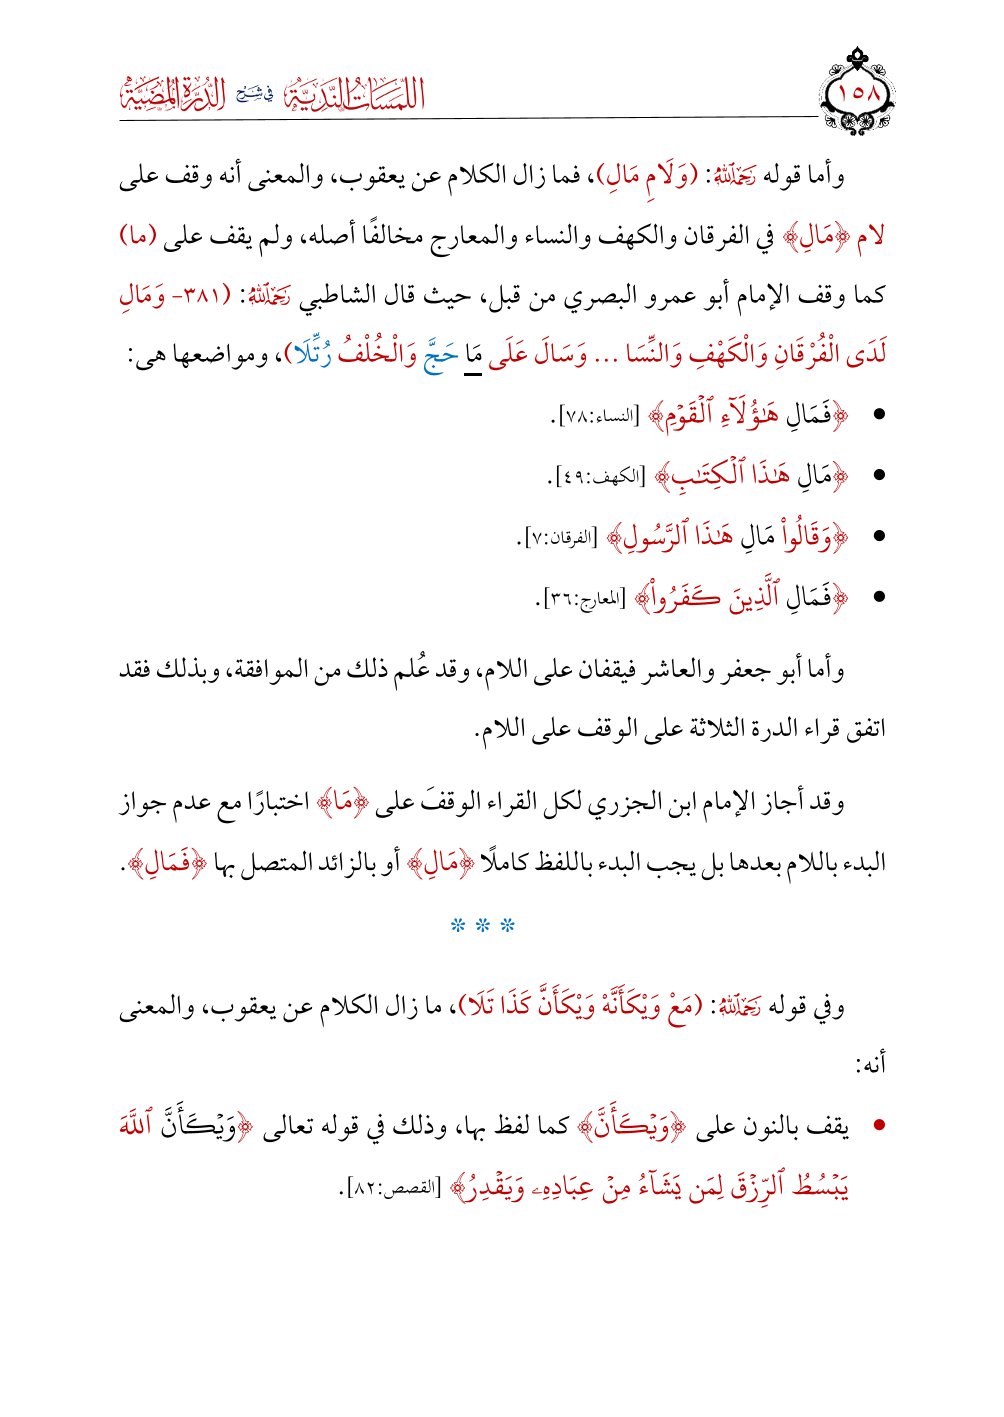 اللمسات الندية في شرح الدرة المضية
١٥٨
وأما قوله رَحِمَهُ ٱللَّهُ: (وَلَامِ مَالِ)، فما زال الكلام عن يعقوب، والمعنى أنه وقف على
لام ﴿مَالِ﴾ في الفرقان والكهف والنساء والمعارج مخالفًا أصله، ولم يقف على (ما)
كما وقف الإمام أبو عمرو البصري من قبل، حيث قال الشاطبي رَحِمَهُ ٱللَّهُ: (٣٨١- وَمَالِ
لَدَى الْفُرْقَانِ وَالْكَهْفِ وَالنِّسَا ... وَسَالَ عَلَى مَا حَجَّ وَالْخُلْفُ رُتِّلَا)، ومواضعها هى:
• ﴿فَمَالِ هَـٰٓؤُلَآءِ ٱلْقَوْمِ﴾ [النساء:٧٨].
• ﴿مَالِ هَـٰذَا ٱلْكِتَـٰبِ﴾ [الكهف:٤٩].
• ﴿وَقَالُوا۟ مَالِ هَـٰذَا ٱلرَّسُولِ﴾ [الفرقان:٧].
• ﴿فَمَالِ ٱلَّذِينَ كَفَرُوا۟﴾ [المعارج:٣٦].
وأما أبو جعفر والعاشر فيقفان على اللام، وقد عُلم ذلك من الموافقة، وبذلك فقد
اتفق قراء الدرة الثلاثة على الوقف على اللام.
وقد أجاز الإمام ابن الجزري لكل القراء الوقفَ على ﴿مَا﴾ اختبارًا مع عدم جواز
البدء باللام بعدها بل يجب البدء باللفظ كاملًا ﴿مَالِ﴾ أو بالزائد المتصل بها ﴿فَمَالِ﴾.
* * *
وفي قوله رَحِمَهُ ٱللَّهُ: (مَعْ وَيْكَأَنَّهْ وَيْكَأَنَّ كَذَا تَلَا)، ما زال الكلام عن يعقوب، والمعنى
أنه:
• يقف بالنون على ﴿وَيْكَأَنَّ﴾ كما لفظ بها، وذلك في قوله تعالى ﴿وَيْكَأَنَّ ٱللَّهَ
يَبْسُطُ ٱلرِّزْقَ لِمَن يَشَآءُ مِنْ عِبَادِهِۦ وَيَقْدِرُ﴾ [القصص:٨٢].